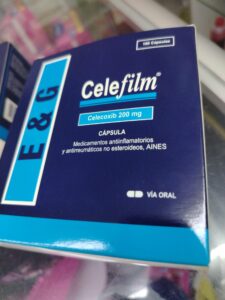 100 Cápsulas
Celefilm®
Celecoxib 200 mg
CÁPSULA
Medicamentos antiinflamatorios
y antirreumáticos no esteroideos, AINES
VÍA ORAL
E & G